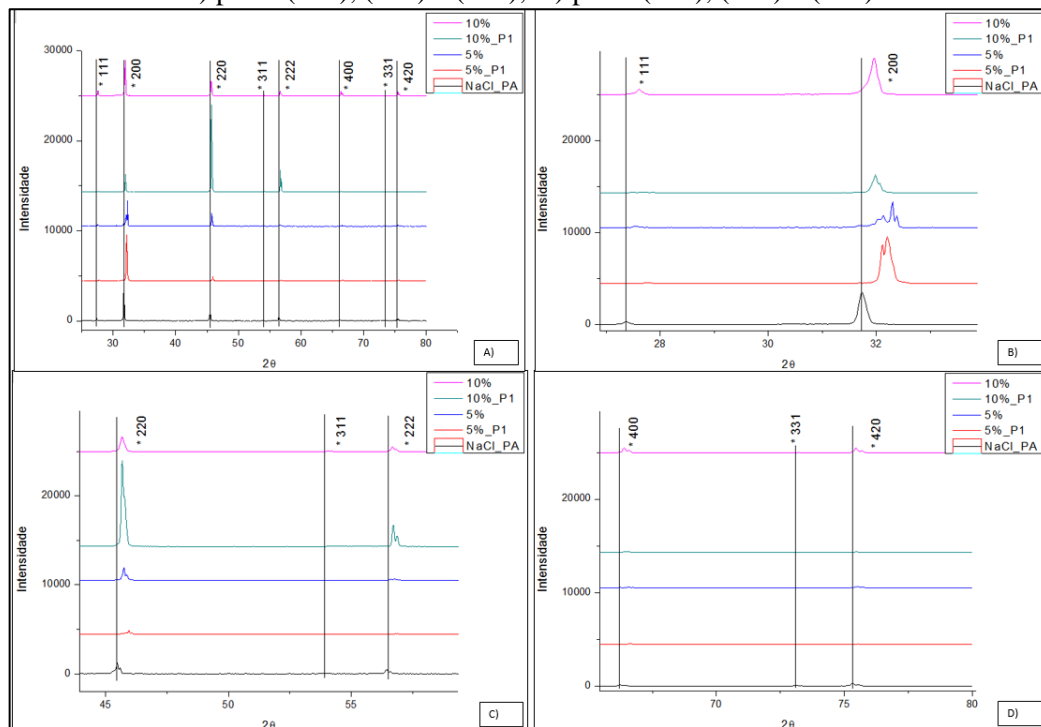 10%
10%_P1
5%
5%_P1
NaCl_PA
* 111
* 200
* 220
* 311
* 222
* 400
* 331
* 420
30000
20000
10000
0
Intensidade
30
40
50
60
70
80
2θ
A)
10%
10%_P1
5%
5%_P1
NaCl_PA
* 111
* 200
20000
10000
0
Intensidade
28
30
32
2θ
B)
10%
10%_P1
5%
5%_P1
NaCl_PA
* 220
* 311
* 222
20000
10000
0
Intensidade
45
50
55
2θ
C)
10%
10%_P1
5%
5%_P1
NaCl_PA
* 400
* 331
* 420
20000
10000
0
Intensidade
70
75
80
2θ
D)